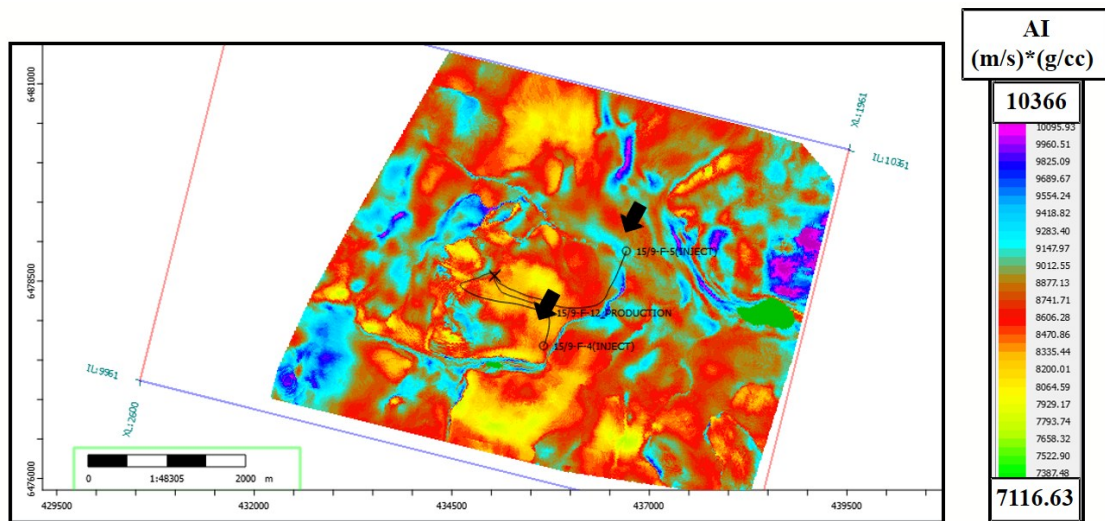 AI
(m/s)*(g/cc)
10366
10095.93
9960.51
9825.09
9689.67
9554.24
9418.82
9283.40
9147.97
9012.55
8877.13
8741.71
8606.28
8470.86
8335.44
8200.01
8064.59
7929.17
7793.74
7658.32
7522.90
7387.48
7116.63
6481000
6478500
6476000
XL:1961
IL:10361
15/9-F-5(INJECT)
15/9-F-12_PRODUCTION
15/9-F-4(INJECT)
IL:9961
XL:2600
0 1:48305 2000 m
429500 432000 434500 437000 439500